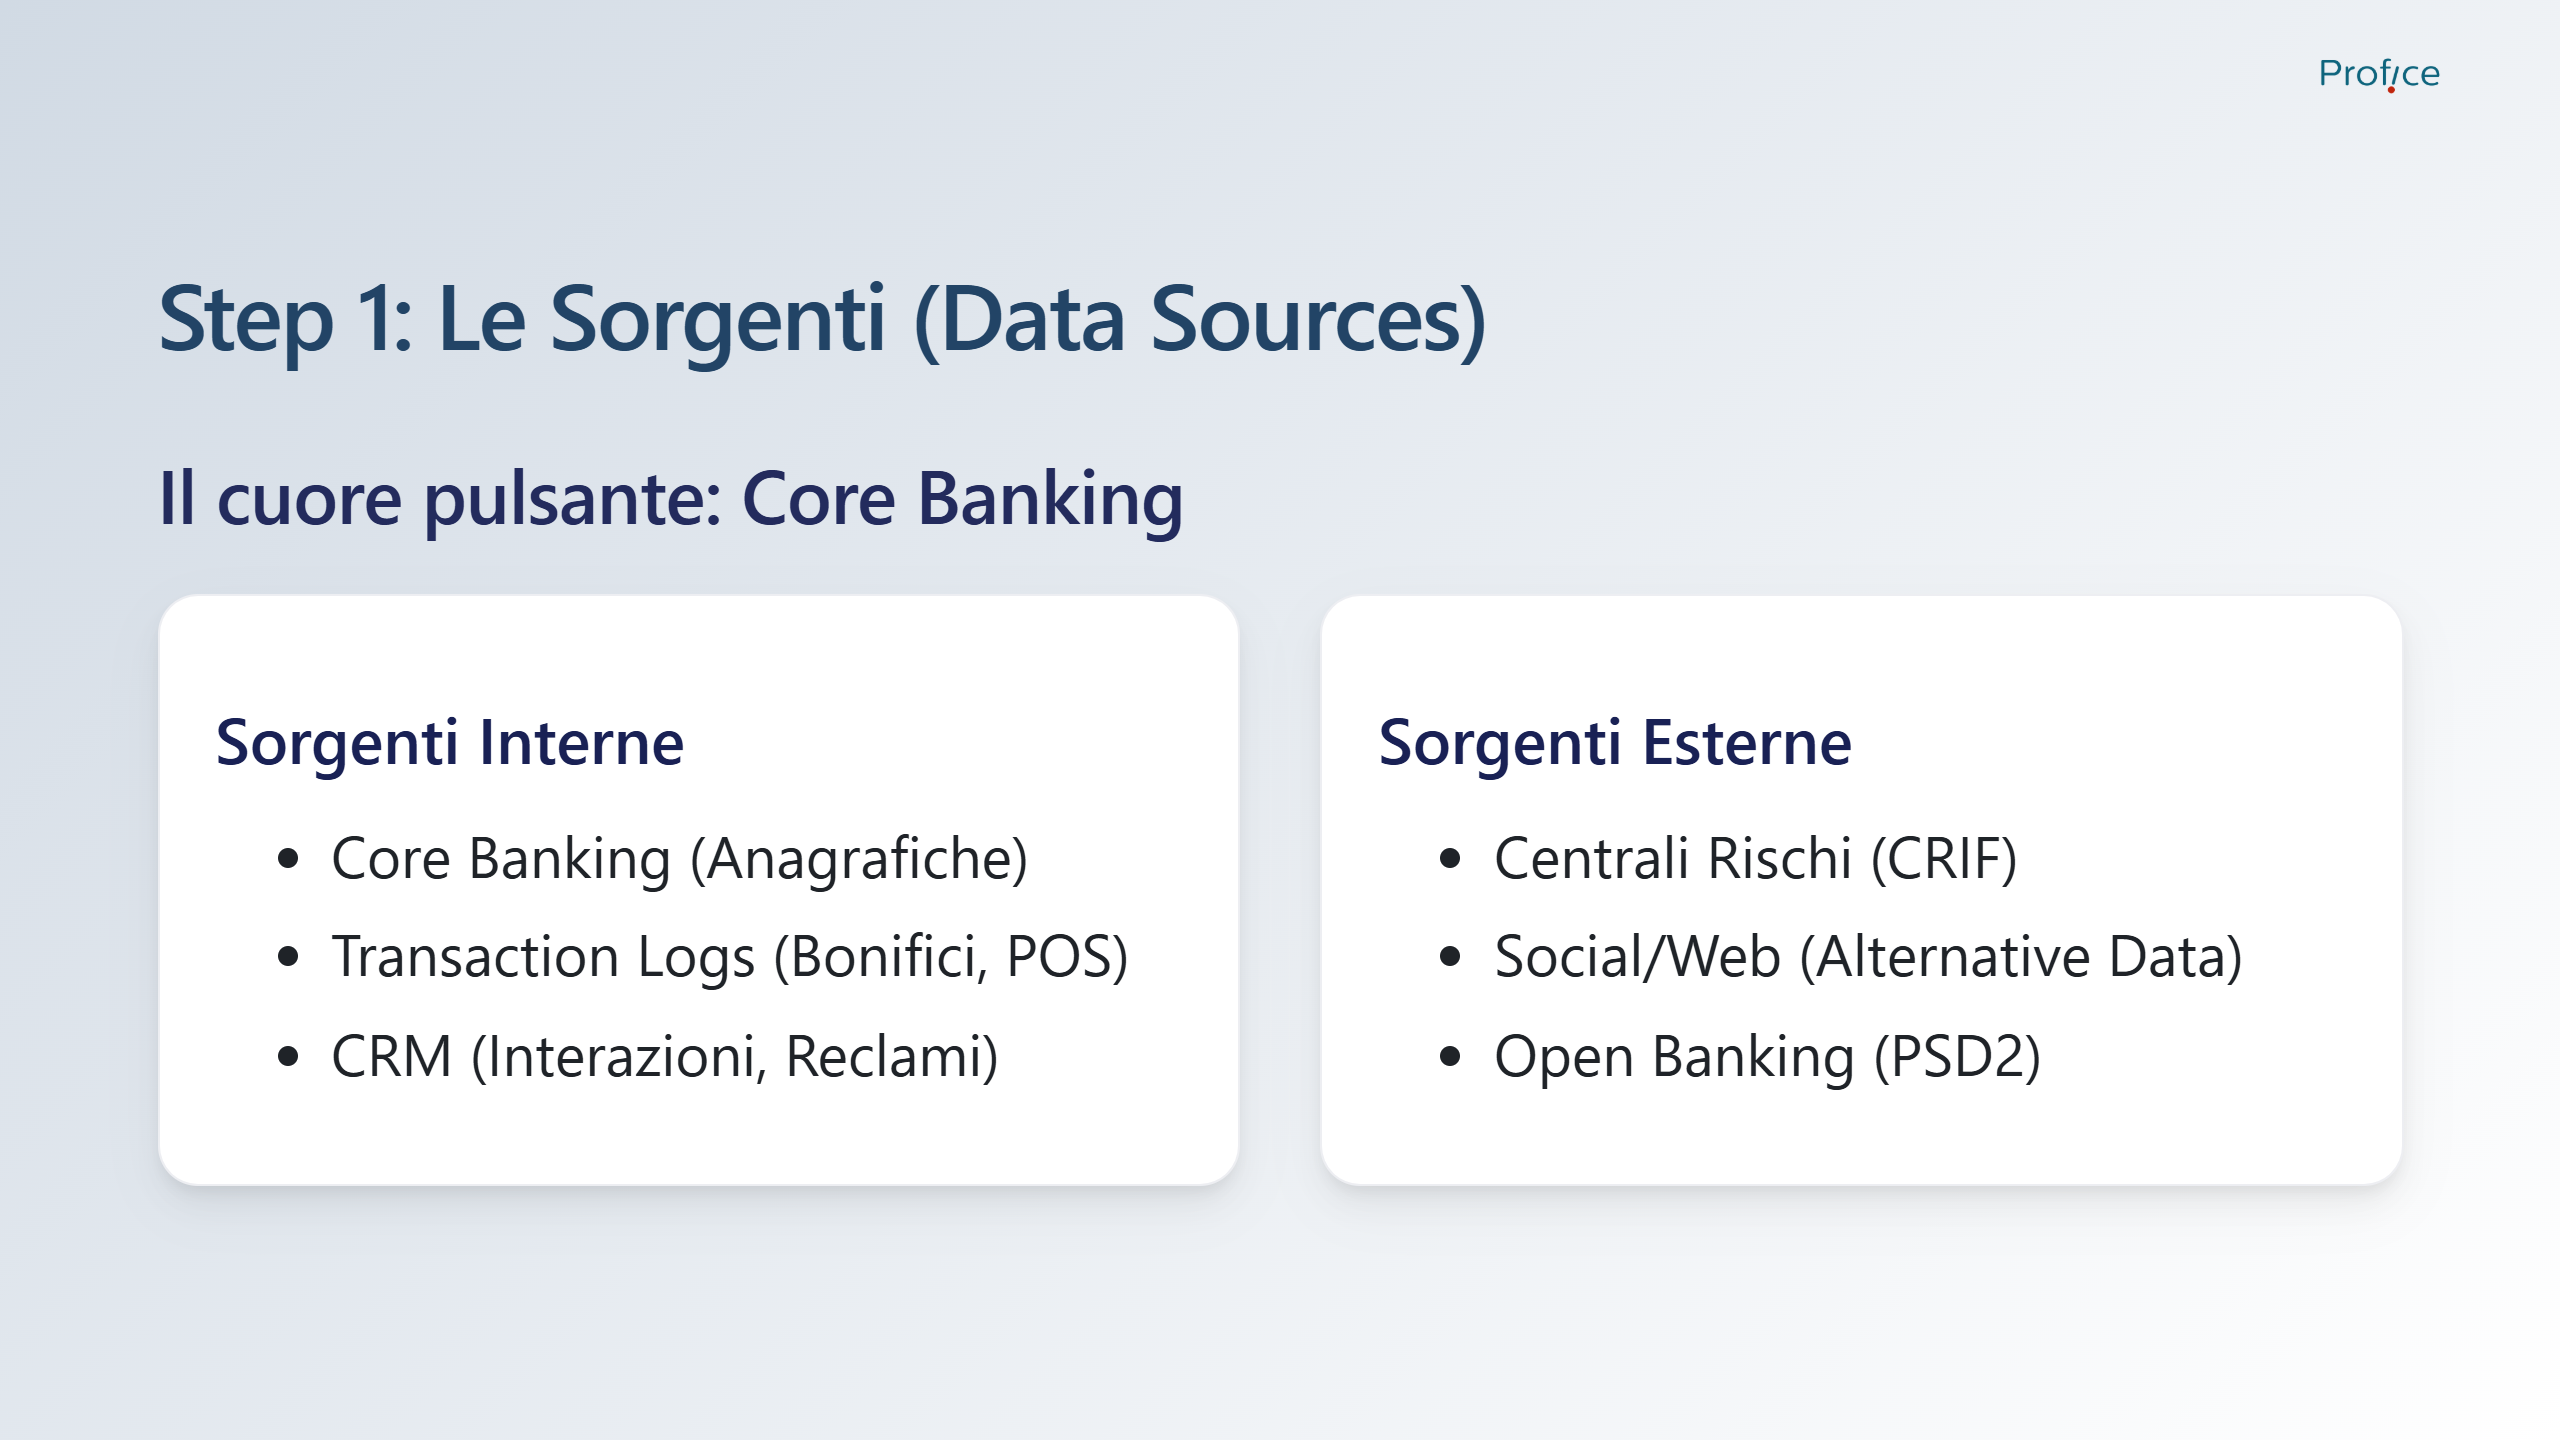 Profice
Step 1: Le Sorgenti (Data Sources)
Il cuore pulsante: Core Banking
Sorgenti Interne
• Core Banking (Anagrafiche)
• Transaction Logs (Bonifici, POS)
• CRM (Interazioni, Reclami)
Sorgenti Esterne
• Centrali Rischi (CRIF)
• Social/Web (Alternative Data)
• Open Banking (PSD2)